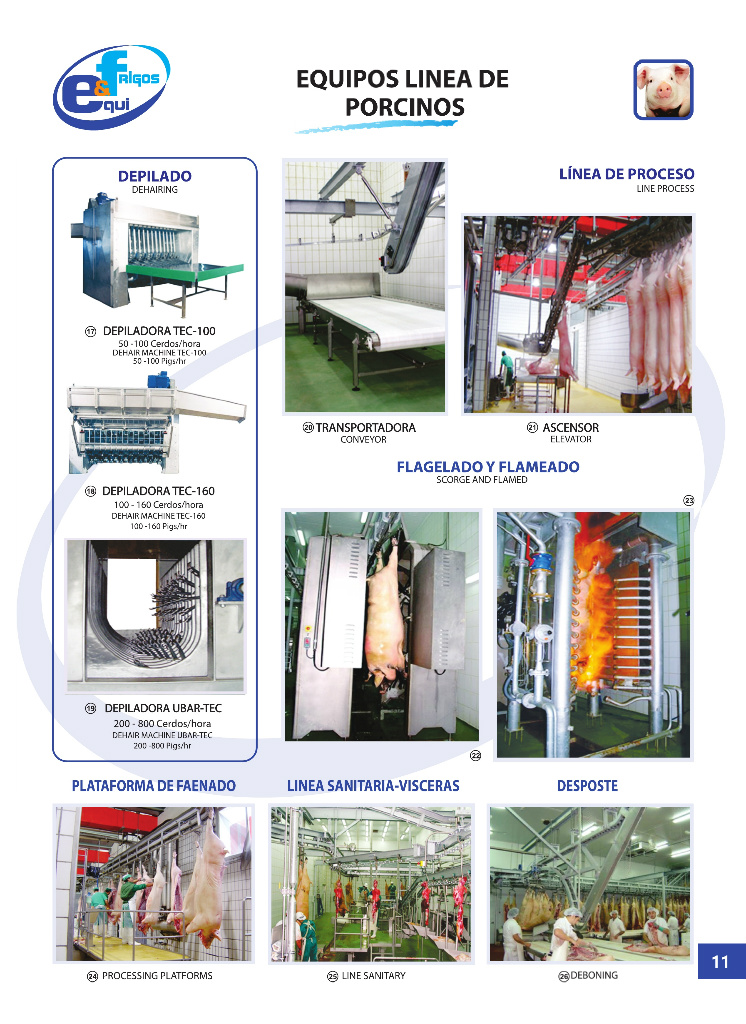 e&frigos
equi
EQUIPOS LINEA DE
PORCINOS
DEPILADO
DEHAIRING
17 DEPILADORA TEC-100
50 -100 Cerdos/hora
DEHAIR MACHINE TEC-100
50 -100 Pigs/hr
18 DEPILADORA TEC-160
100 - 160 Cerdos/hora
DEHAIR MACHINE TEC-160
100 -160 Pigs/hr
19 DEPILADORA UBAR-TEC
200 - 800 Cerdos/hora
DEHAIR MACHINE UBAR-TEC
200 -800 Pigs/hr
LÍNEA DE PROCESO
LINE PROCESS
20 TRANSPORTADORA
CONVEYOR
21 ASCENSOR
ELEVATOR
FLAGELADO Y FLAMEADO
SCORGE AND FLAMED
23
22
PLATAFORMA DE FAENADO
LINEA SANITARIA-VISCERAS
DESPOSTE
24 PROCESSING PLATFORMS
25 LINE SANITARY
26 DEBONING
11